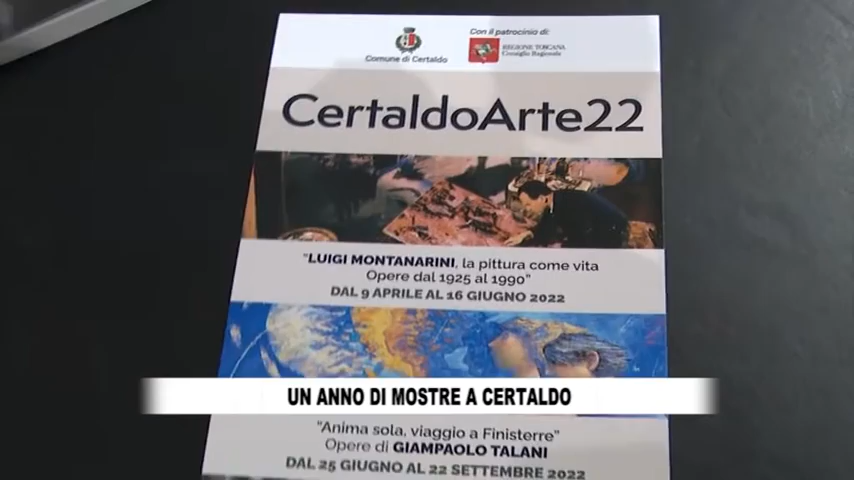 Comune di Certaldo
Con il patrocinio di:
REGIONE TOSCANA
Consiglio Regionale
CertaldoArte22
"LUIGI MONTANARINI, la pittura come vita
Opere dal 1925 al 1990"
DAL 9 APRILE AL 16 GIUGNO 2022
UN ANNO DI MOSTRE A CERTALDO
"Anima sola, viaggio a Finisterre"
Opere di GIAMPAOLO TALANI
DAL 25 GIUGNO AL 22 SETTEMBRE 2022